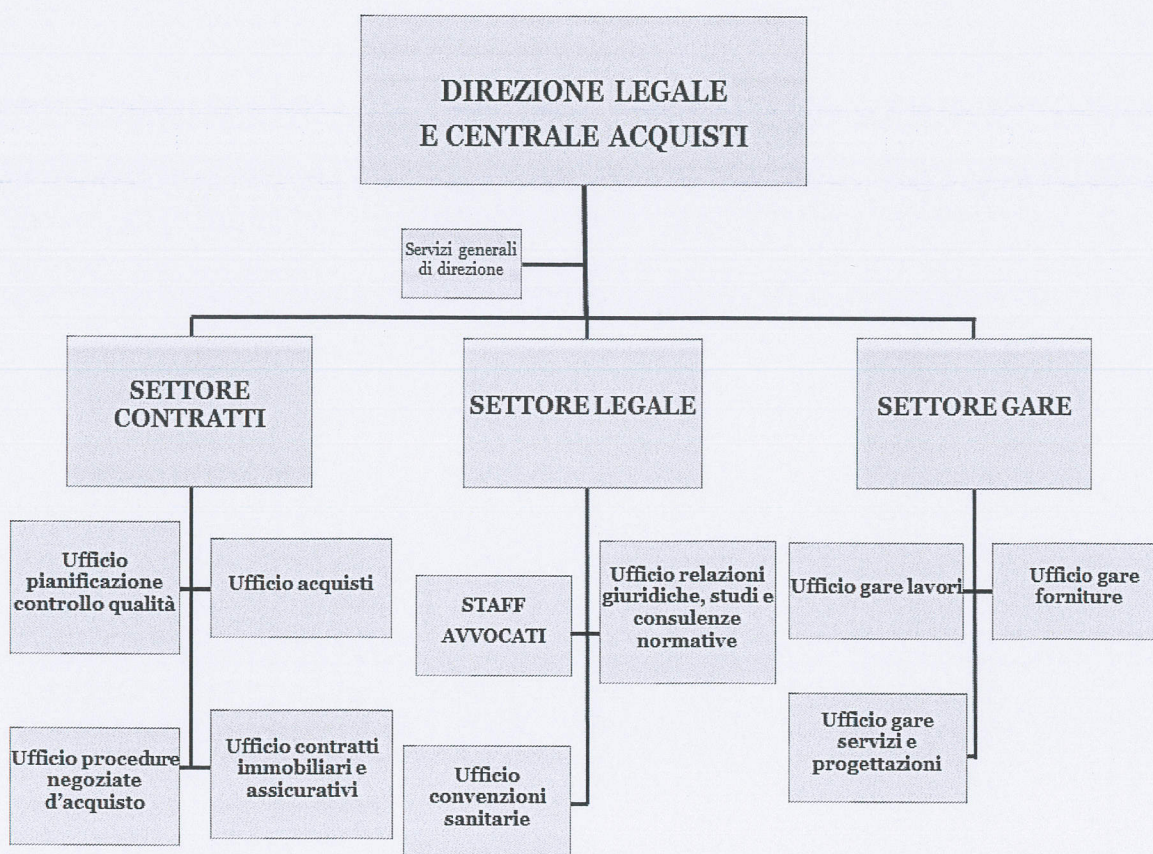 DIREZIONE LEGALE
E CENTRALE ACQUISTI
Servizi generali
di direzione
SETTORE
CONTRATTI
SETTORE LEGALE
SETTORE GARE
Ufficio
pianificazione
controllo qualità
Ufficio acquisti
STAFF
AVVOCATI
Ufficio relazioni
giuridiche, studi e
consulenze
normative
Ufficio gare lavori
Ufficio gare
forniture
Ufficio procedure
negoziate
d’acquisto
Ufficio contratti
immobiliari e
assicurativi
Ufficio
convenzioni
sanitarie
Ufficio gare
servizi e
progettazioni